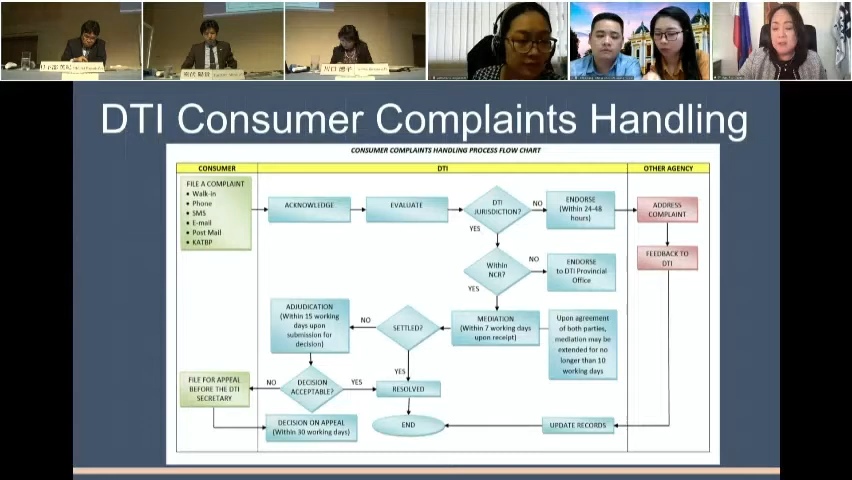 DTI Consumer Complaints Handling
CONSUMER COMPLAINTS HANDLING PROCESS FLOW CHART
CONSUMER
DTI
OTHER AGENCY
FILE A COMPLAINT
• Walk-in
• Phone
• SMS
• E-mail
• Post Mail
• KATBP
ACKNOWLEDGE
EVALUATE
DTI
JURISDICTION?
NO
ENDORSE
(Within 24-48
hours)
ADDRESS
COMPLAINT
YES
FEEDBACK TO
DTI
Within
NCR?
NO
ENDORSE
to DTI Provincial
Office
YES
ADJUDICATION
(Within 15 working
days upon
submission for
decision)
NO
SETTLED?
MEDIATION
(Within 7 working days
upon receipt)
Upon agreement
of both parties,
mediation may be
extended for no
longer than 10
working days
YES
FILE FOR APPEAL
BEFORE THE DTI
SECRETARY
NO
DECISION
ACCEPTABLE?
YES
RESOLVED
DECISION ON APPEAL
(Within 30 working days)
END
UPDATE RECORDS